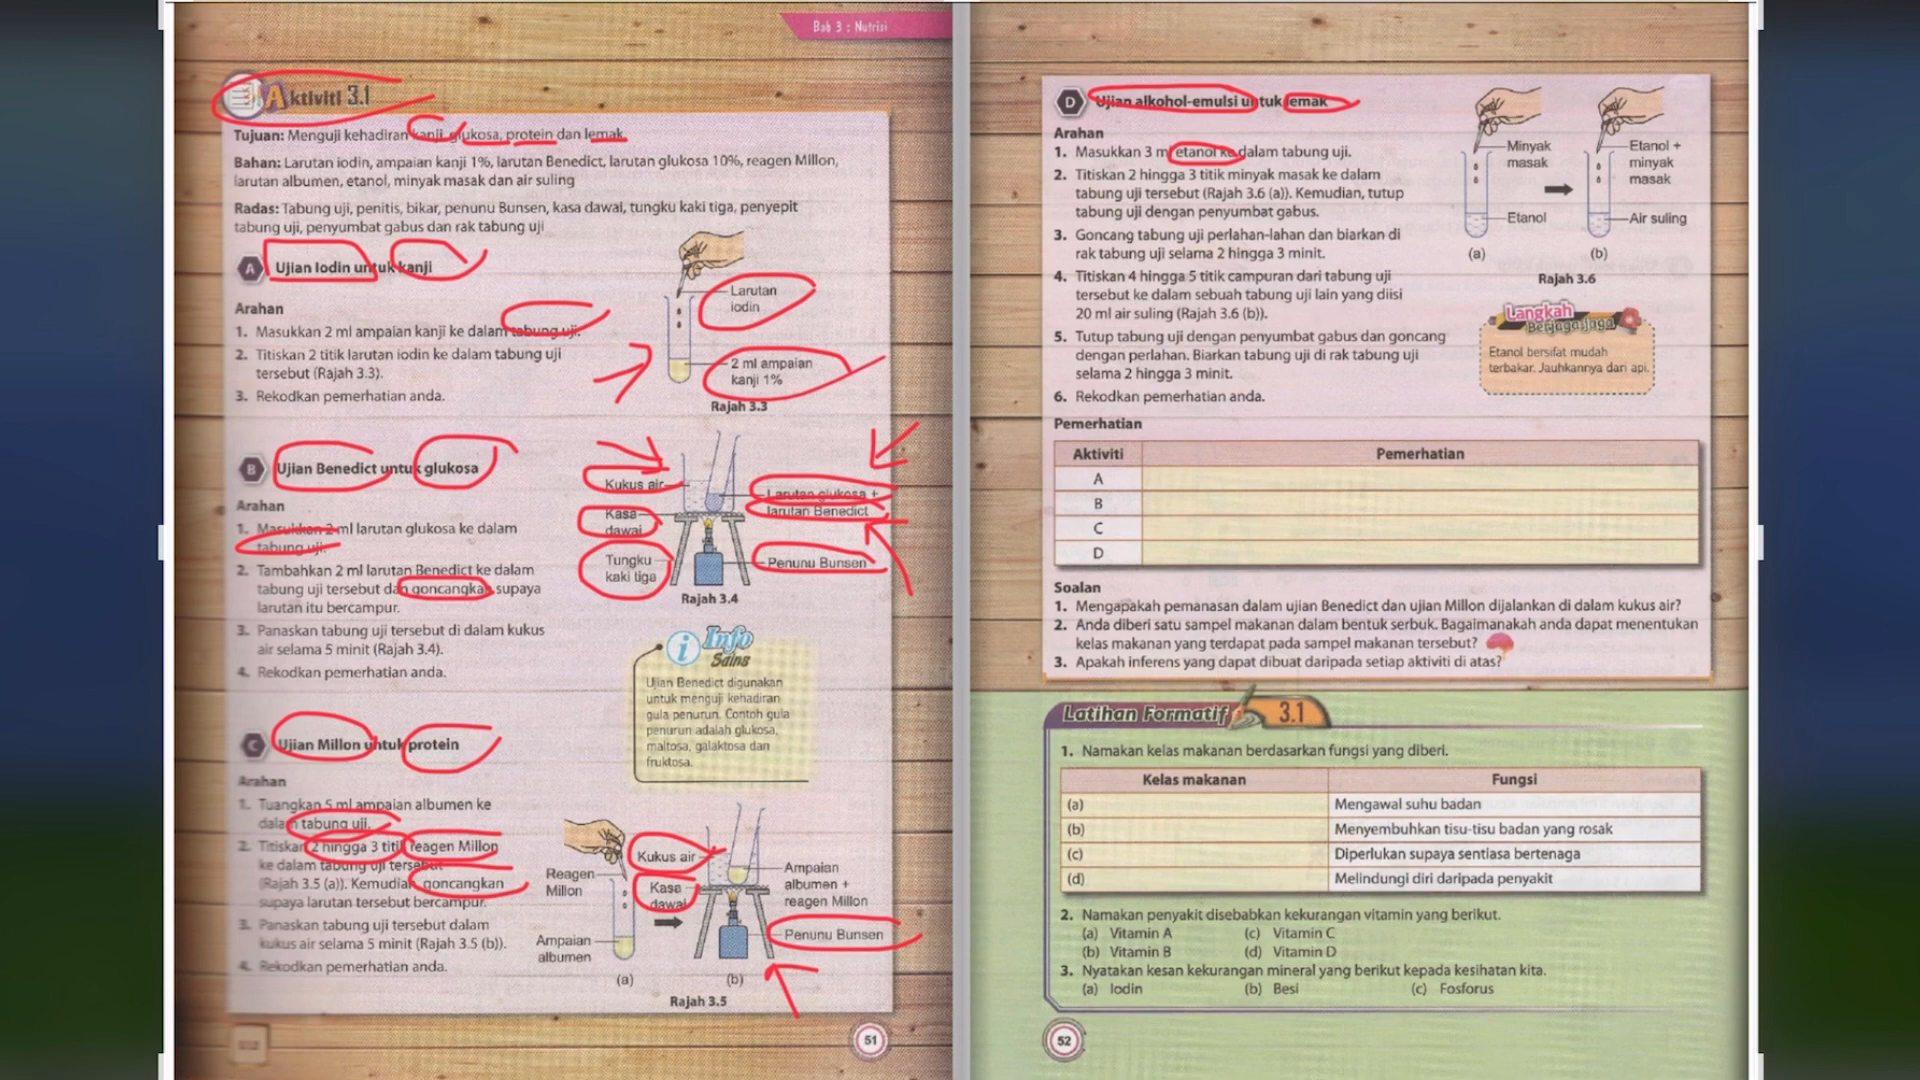 Bab 3 : Nutrisi
Aktiviti 3.1
Tujuan: Menguji kehadiran kanji, glukosa, protein dan lemak.
Bahan: Larutan iodin, ampaian kanji 1%, larutan Benedict, larutan glukosa 10%, reagen Millon,
larutan albumen, etanol, minyak masak dan air suling
Radas: Tabung uji, penitis, bikar, penunu Bunsen, kasa dawai, tungku kaki tiga, penyepit
tabung uji, penyumbat gabus dan rak tabung uji
A Ujian Iodin untuk kanji
Arahan
1. Masukkan 2 ml ampaian kanji ke dalam tabung uji.
2. Titiskan 2 titik larutan iodin ke dalam tabung uji
tersebut (Rajah 3.3).
3. Rekodkan pemerhatian anda.
Larutan
iodin
2 ml ampaian
kanji 1%
Rajah 3.3
B Ujian Benedict untuk glukosa
Arahan
1. Masukkan 2 ml larutan glukosa ke dalam
tabung uji.
2. Tambahkan 2 ml larutan Benedict ke dalam
tabung uji tersebut dan goncangkan supaya
larutan itu bercampur.
3. Panaskan tabung uji tersebut di dalam kukus
air selama 5 minit (Rajah 3.4).
4. Rekodkan pemerhatian anda.
Kukus air
Kasa
dawai
Tungku
kaki tiga
Larutan glukosa +
larutan Benedict
Penunu Bunsen
Rajah 3.4
i Info
Sains
Ujian Benedict digunakan
untuk menguji kehadiran
gula penurun. Contoh gula
penurun adalah glukosa,
maltosa, galaktosa dan
fruktosa.
C Ujian Millon untuk protein
Arahan
1. Tuangkan 5 ml ampaian albumen ke
dalam tabung uji.
2. Titiskan 2 hingga 3 titik reagen Millon
ke dalam tabung uji tersebut
(Rajah 3.5 (a)). Kemudian, goncangkan
supaya larutan tersebut bercampur.
3. Panaskan tabung uji tersebut dalam
kukus air selama 5 minit (Rajah 3.5 (b)).
4. Rekodkan pemerhatian anda.
Reagen
Millon
Ampaian
albumen
(a)
Kukus air
Kasa
dawai
Ampaian
albumen +
reagen Millon
Penunu Bunsen
(b)
Rajah 3.5
51
D Ujian alkohol-emulsi untuk lemak
Arahan
1. Masukkan 3 ml etanol ke dalam tabung uji.
2. Titiskan 2 hingga 3 titik minyak masak ke dalam
tabung uji tersebut (Rajah 3.6 (a)). Kemudian, tutup
tabung uji dengan penyumbat gabus.
3. Goncang tabung uji perlahan-lahan dan biarkan di
rak tabung uji selama 2 hingga 3 minit.
4. Titiskan 4 hingga 5 titik campuran dari tabung uji
tersebut ke dalam sebuah tabung uji lain yang diisi
20 ml air suling (Rajah 3.6 (b)).
5. Tutup tabung uji dengan penyumbat gabus dan goncang
dengan perlahan. Biarkan tabung uji di rak tabung uji
selama 2 hingga 3 minit.
6. Rekodkan pemerhatian anda.
Minyak
masak
Etanol
(a)
Etanol +
minyak
masak
Air suling
(b)
Rajah 3.6
Langkah
Berjaga-jaga
Etanol bersifat mudah
terbakar. Jauhkannya dari api.
Pemerhatian
Aktiviti Pemerhatian
A
B
C
D
Soalan
1. Mengapakah pemanasan dalam ujian Benedict dan ujian Millon dijalankan di dalam kukus air?
2. Anda diberi satu sampel makanan dalam bentuk serbuk. Bagaimanakah anda dapat menentukan
kelas makanan yang terdapat pada sampel makanan tersebut?
3. Apakah inferens yang dapat dibuat daripada setiap aktiviti di atas?
Latihan Formatif 3.1
1. Namakan kelas makanan berdasarkan fungsi yang diberi.
Kelas makanan Fungsi
(a) Mengawal suhu badan
(b) Menyembuhkan tisu-tisu badan yang rosak
(c) Diperlukan supaya sentiasa bertenaga
(d) Melindungi diri daripada penyakit
2. Namakan penyakit disebabkan kekurangan vitamin yang berikut.
(a) Vitamin A (c) Vitamin C
(b) Vitamin B (d) Vitamin D
3. Nyatakan kesan kekurangan mineral yang berikut kepada kesihatan kita.
(a) Iodin (b) Besi (c) Fosforus
52